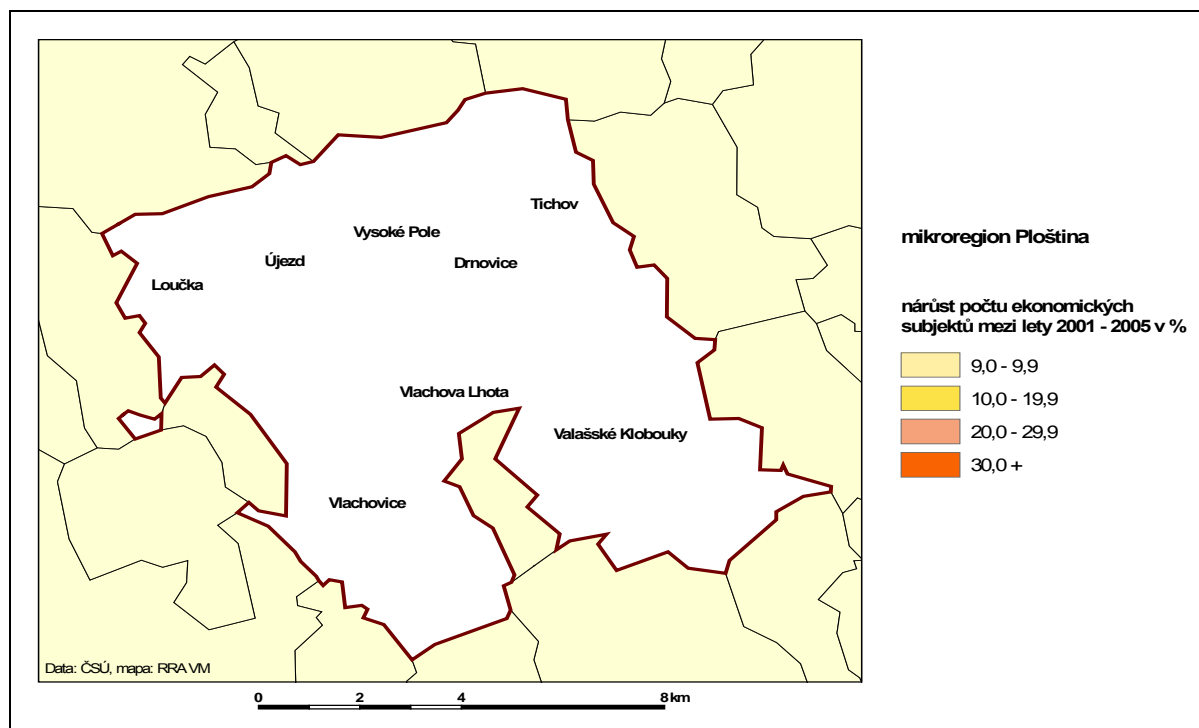 Tichov
Vysoké Pole
Újezd
Drnovice
Loučka
Vlachova Lhota
Valašské Klobouky
Vlachovice
Data: ČSÚ, mapa: RRA VM
0 2 4 8 km
mikroregion Ploština
nárůst počtu ekonomických
subjektů mezi lety 2001 - 2005 v %
9,0 - 9,9
10,0 - 19,9
20,0 - 29,9
30,0 +